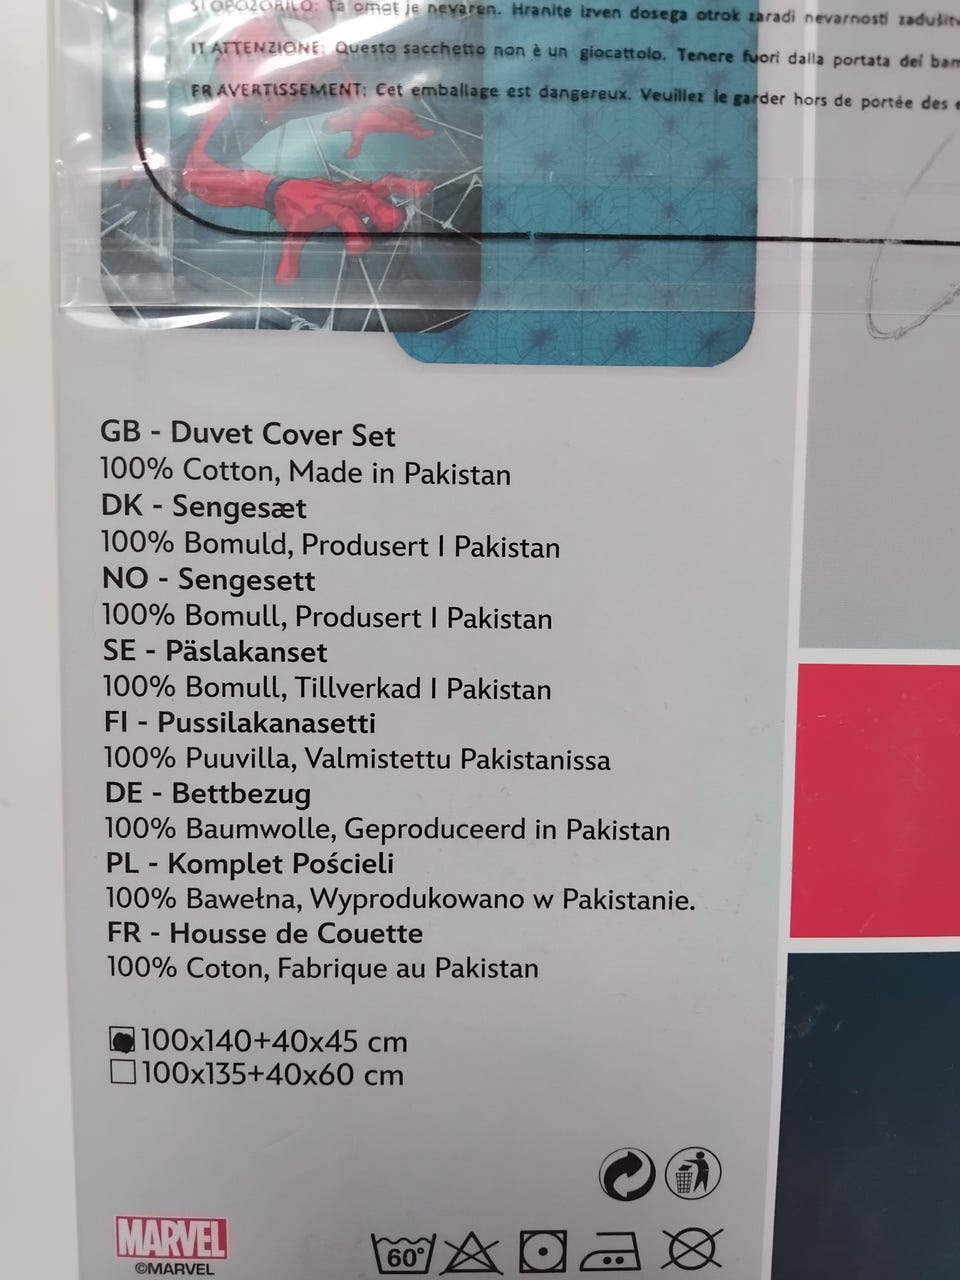 SI OPOZORILO: Ta omot je nevaren. Hranite izven dosega otrok zaradi nevarnosti
IT ATTENZIONE: Questo sacchetto non è un giocattolo. Tenere fuori dalla portata dei
FR AVERTISSEMENT: Cet emballage est dangereux. Veuillez le garder hors de portée des
GB - Duvet Cover Set
100% Cotton, Made in Pakistan
DK - Sengesæt
100% Bomuld, Produsert I Pakistan
NO - Sengesett
100% Bomull, Produsert I Pakistan
SE - Päslakanset
100% Bomull, Tillverkad I Pakistan
FI - Pussilakanasetti
100% Puuvilla, Valmistettu Pakistanissa
DE - Bettbezug
100% Baumwolle, Geproduceerd in Pakistan
PL - Komplet Pościeli
100% Bawełna, Wyprodukowano w Pakistanie.
FR - Housse de Couette
100% Coton, Fabrique au Pakistan
100x140+40x45 cm
100x135+40x60 cm
MARVEL
©MARVEL
60°